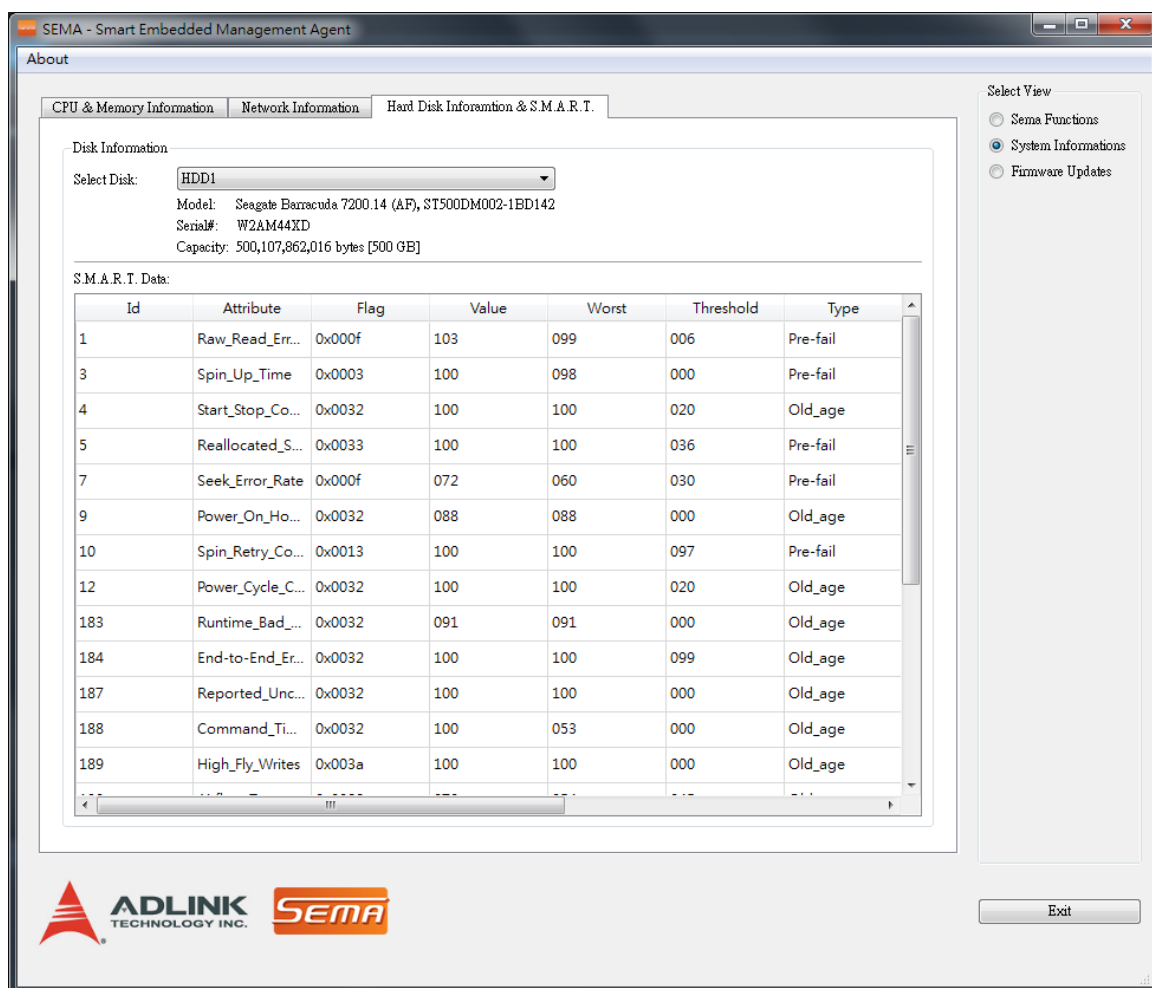 SEMA - Smart Embedded Management Agent
About
CPU & Memory Information Network Information Hard Disk Inforamtion & S.M.A.R.T.
Select View
Sema Functions
System Informations
Firmware Updates
Disk Information
Select Disk: HDD1
Model: Seagate Barracuda 7200.14 (AF), ST500DM002-1BD142
Serial#: W2AM44XD
Capacity: 500,107,862,016 bytes [500 GB]
S.M.A.R.T. Data:
Id Attribute Flag Value Worst Threshold Type
1 Raw_Read_Err... 0x000f 103 099 006 Pre-fail
3 Spin_Up_Time 0x0003 100 098 000 Pre-fail
4 Start_Stop_Co... 0x0032 100 100 020 Old_age
5 Reallocated_S... 0x0033 100 100 036 Pre-fail
7 Seek_Error_Rate 0x000f 072 060 030 Pre-fail
9 Power_On_Ho... 0x0032 088 088 000 Old_age
10 Spin_Retry_Co... 0x0013 100 100 097 Pre-fail
12 Power_Cycle_C... 0x0032 100 100 020 Old_age
183 Runtime_Bad_... 0x0032 091 091 000 Old_age
184 End-to-End_Er... 0x0032 100 100 099 Old_age
187 Reported_Unc... 0x0032 100 100 000 Old_age
188 Command_Ti... 0x0032 100 053 000 Old_age
189 High_Fly_Writes 0x003a 100 100 000 Old_age
ADLINK
TECHNOLOGY INC.
SEMA
Exit